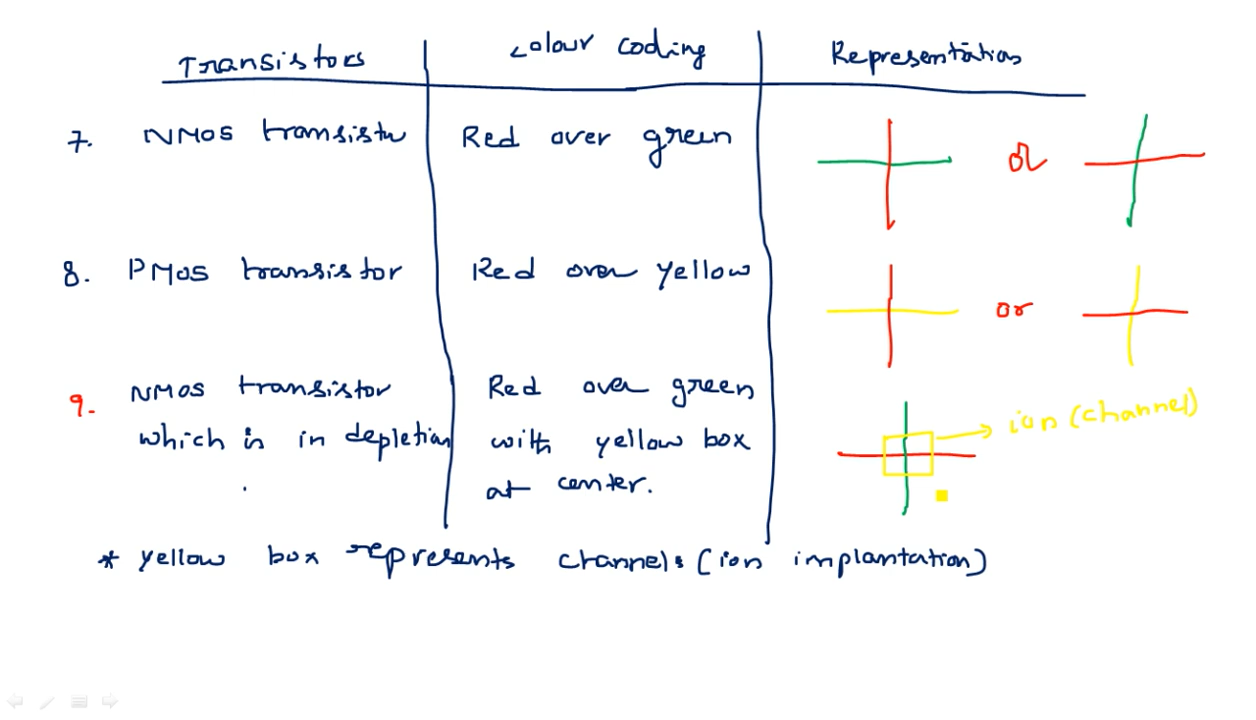 Transistors colour coding Representation
7. NMOS transistor Red over green or
8. PMOS transistor Red over yellow or
9. NMOS transistor Red over green
ion (channel)
which is in depletion with yellow box
at center.
* yellow box represents channels (ion implantation)